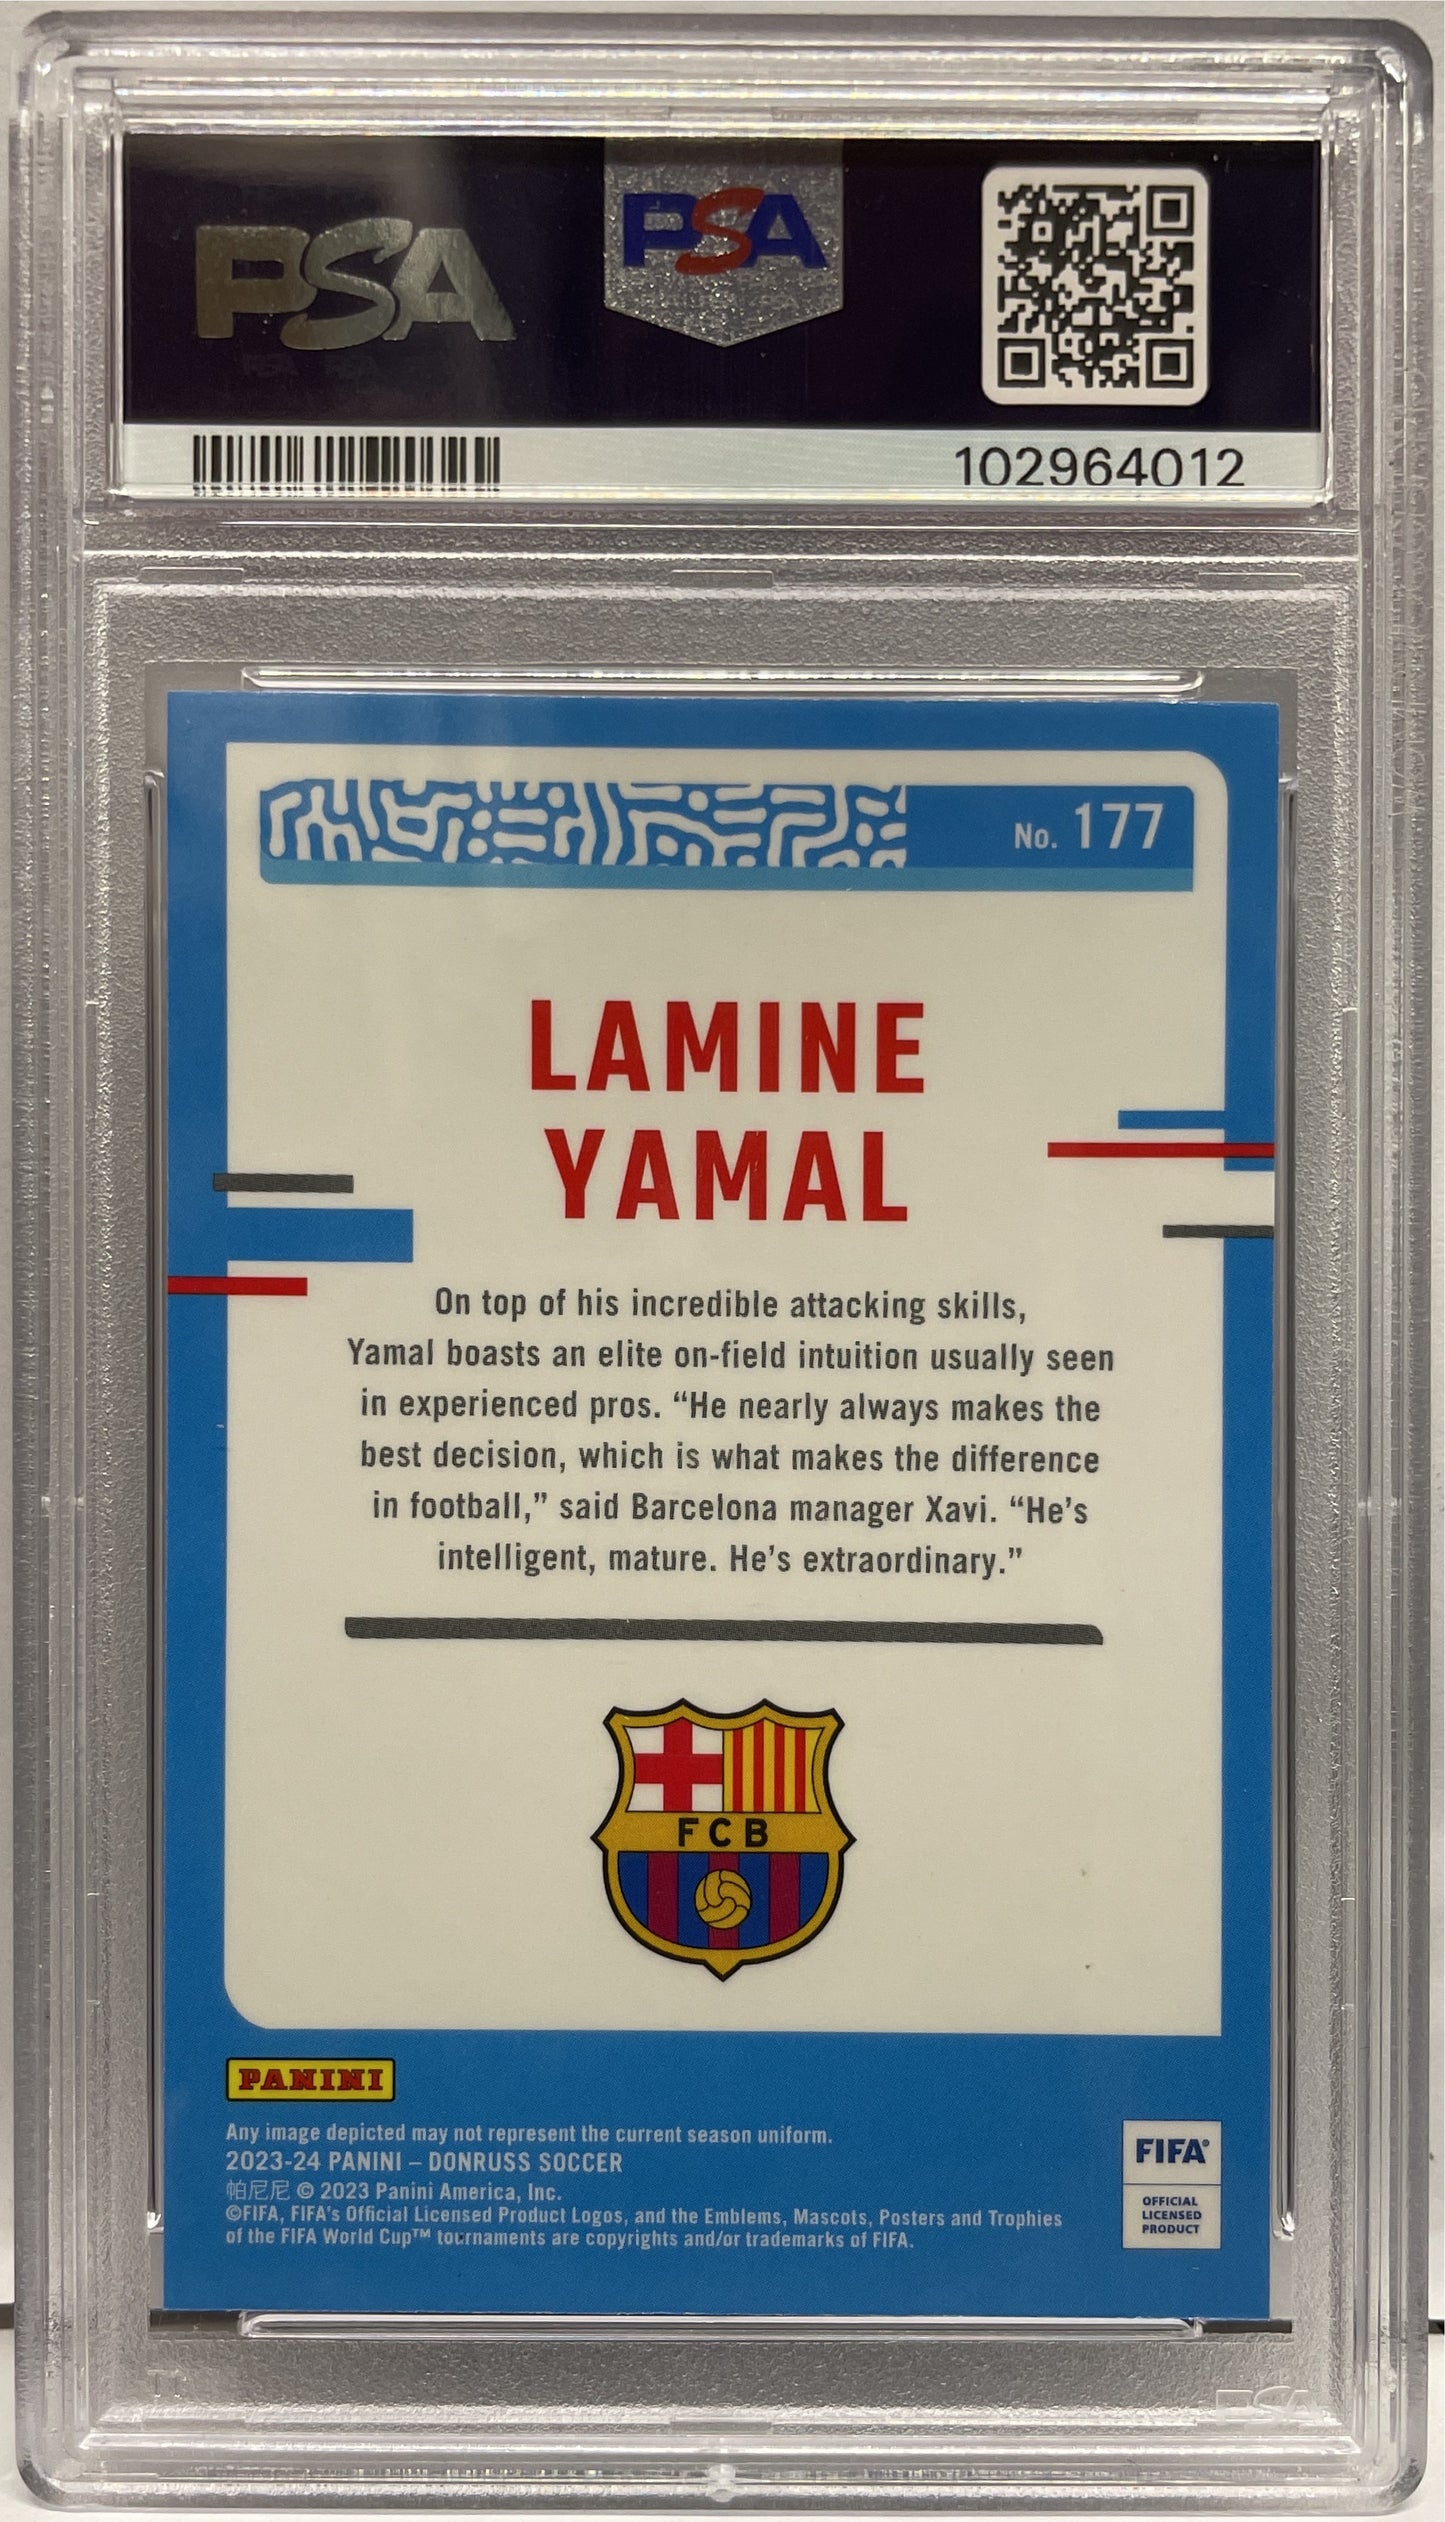 PSA
PSA
102964012
No. 177
LAMINE
YAMAL
On top of his incredible attacking skills,
Yamal boasts an elite on-field intuition usually seen
in experienced pros. “He nearly always makes the
best decision, which is what makes the difference
in football,” said Barcelona manager Xavi. “He’s
intelligent, mature. He’s extraordinary.”
FCB
PANINI
Any image depicted may not represent the current season uniform.
2023-24 PANINI – DONRUSS SOCCER
帕尼尼 © 2023 Panini America, Inc.
©FIFA, FIFA's Official Licensed Product Logos, and the Emblems, Mascots, Posters and Trophies
of the FIFA World Cup™ tournaments are copyrights and/or trademarks of FIFA.
FIFA®
OFFICIAL
LICENSED
PRODUCT
PSA